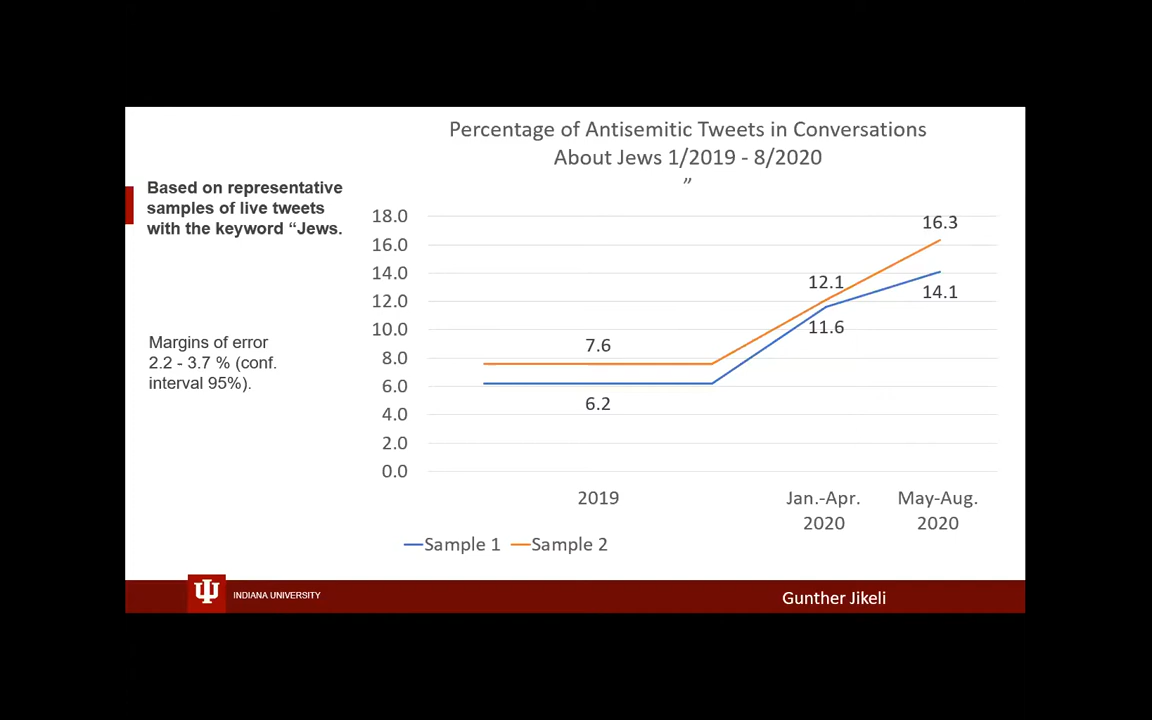 Percentage of Antisemitic Tweets in Conversations
About Jews 1/2019 - 8/2020
”
Based on representative
samples of live tweets
with the keyword “Jews.
Margins of error
2.2 - 3.7 % (conf.
interval 95%).
18.0
16.0
14.0
12.0
10.0
8.0
6.0
4.0
2.0
0.0
7.6
6.2
12.1
11.6
16.3
14.1
2019
Jan.-Apr.
2020
May-Aug.
2020
Sample 1
Sample 2
INDIANA UNIVERSITY
Gunther Jikeli